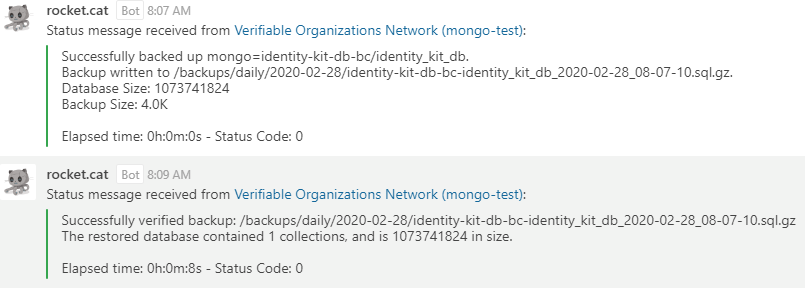 rocket.cat Bot 8:07 AM
Status message received from Verifiable Organizations Network (mongo-test):
Successfully backed up mongo=identity-kit-db-bc/identity_kit_db.
Backup written to /backups/daily/2020-02-28/identity-kit-db-bc-identity_kit_db_2020-02-28_08-07-10.sql.gz.
Database Size: 1073741824
Backup Size: 4.0K
Elapsed time: 0h:0m:0s - Status Code: 0
rocket.cat Bot 8:09 AM
Status message received from Verifiable Organizations Network (mongo-test):
Successfully verified backup: /backups/daily/2020-02-28/identity-kit-db-bc-identity_kit_db_2020-02-28_08-07-10.sql.gz
The restored database contained 1 collections, and is 1073741824 in size.
Elapsed time: 0h:0m:8s - Status Code: 0